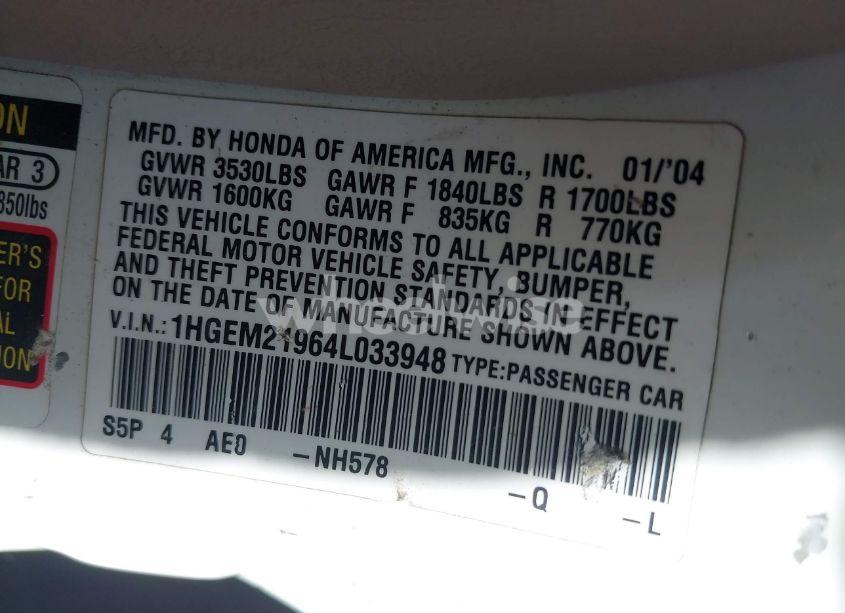 ON
AR 3
850lbs
ER'S
FOR
AL
ION
MFD. BY HONDA OF AMERICA MFG., INC. 01/'04
GVWR 3530LBS GAWR F 1840LBS R 1700LBS
GVWR 1600KG GAWR F 835KG R 770KG
THIS VEHICLE CONFORMS TO ALL APPLICABLE
FEDERAL MOTOR VEHICLE SAFETY, BUMPER,
AND THEFT PREVENTION STANDARDS IN EFFECT
ON THE DATE OF MANUFACTURE SHOWN ABOVE.
V.I.N.: 1HGEM21964L033948 TYPE:PASSENGER CAR
S5P 4 AE0 -NH578 -Q -L